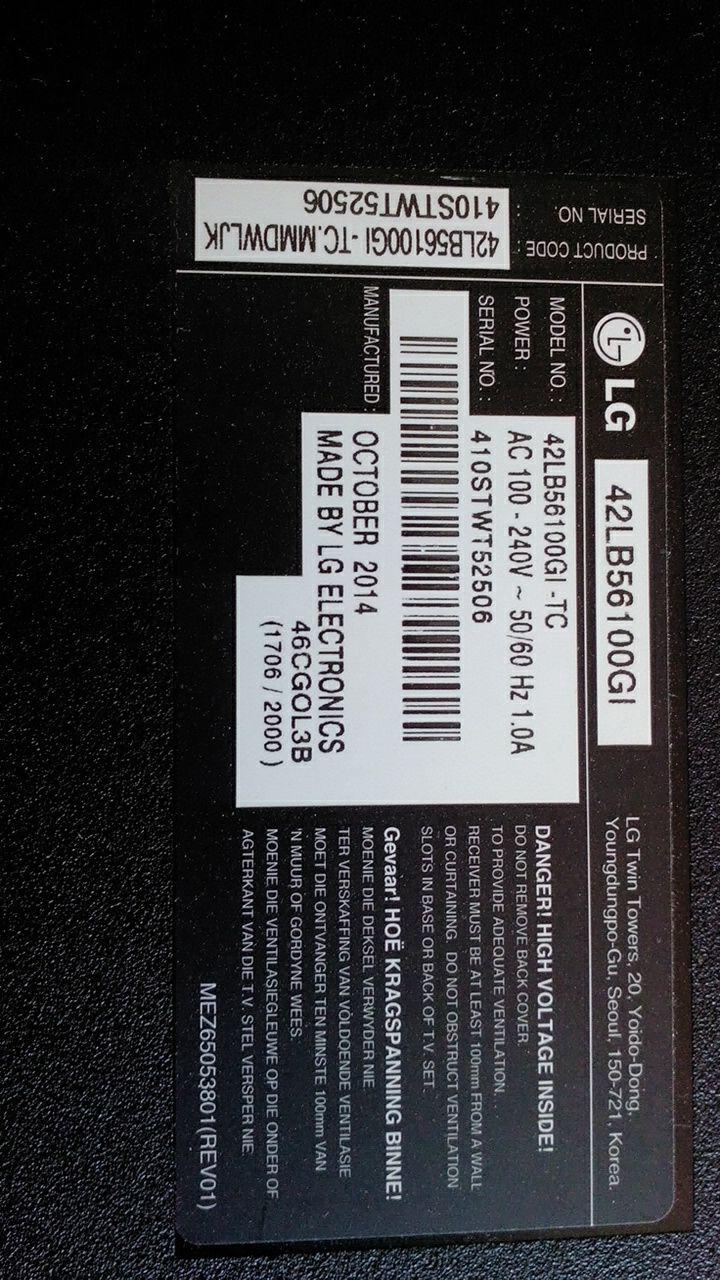 LG 42LB56100GI
LG Twin Towers, 20, Yoido-Dong,
Youngdungpo-Gu, Seoul, 150-721, Korea.
MODEL NO. : 42LB56100GI -TC
POWER : AC 100 - 240V ~ 50/60 Hz 1.0A
SERIAL NO. : 410STWT52506
MANUFACTURED : OCTOBER 2014
MADE BY LG ELECTRONICS
46CGOL3B
(1706 / 2000 )
DANGER! HIGH VOLTAGE INSIDE!
DO NOT REMOVE BACK COVER
TO PROVIDE ADEQUATE VENTILATION.
RECEIVER MUST BE AT LEAST 100mm FROM A WALL
OR CURTAINING. DO NOT OBSTRUCT VENTILATION
SLOTS IN BASE OR BACK OF T.V. SET.
Gevaar! HOË KRAGSPANNING BINNE!
MOENIE DIE DEKSEL VERWYDER NIE.
TER VERSKAFFING VAN VOLDOENDE VENTILASIE
MOET DIE ONTVANGER TEN MINSTE 100mm VAN
'N MUUR OF GORDYNE WEES.
MOENIE DIE VENTILASIEGLEUWE OP DIE ONDER OF
AGTERKANT VAN DIE T.V. STEL VERSPER NIE.
MEZ65053801(REV01)
PRODUCT CODE : 42LB56100GI-TC.MMDWLJK
SERIAL NO. : 410STWT52506